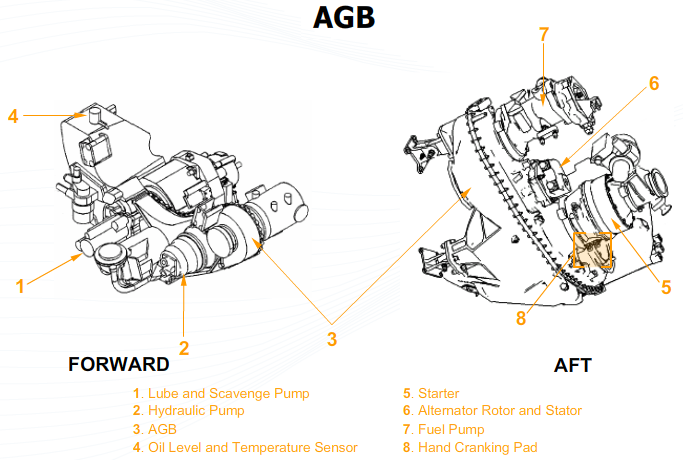 AGB
7
6
4
1
2
3
5
8
FORWARD
AFT
1. Lube and Scavenge Pump
2. Hydraulic Pump
3. AGB
4. Oil Level and Temperature Sensor
5. Starter
6. Alternator Rotor and Stator
7. Fuel Pump
8. Hand Cranking Pad